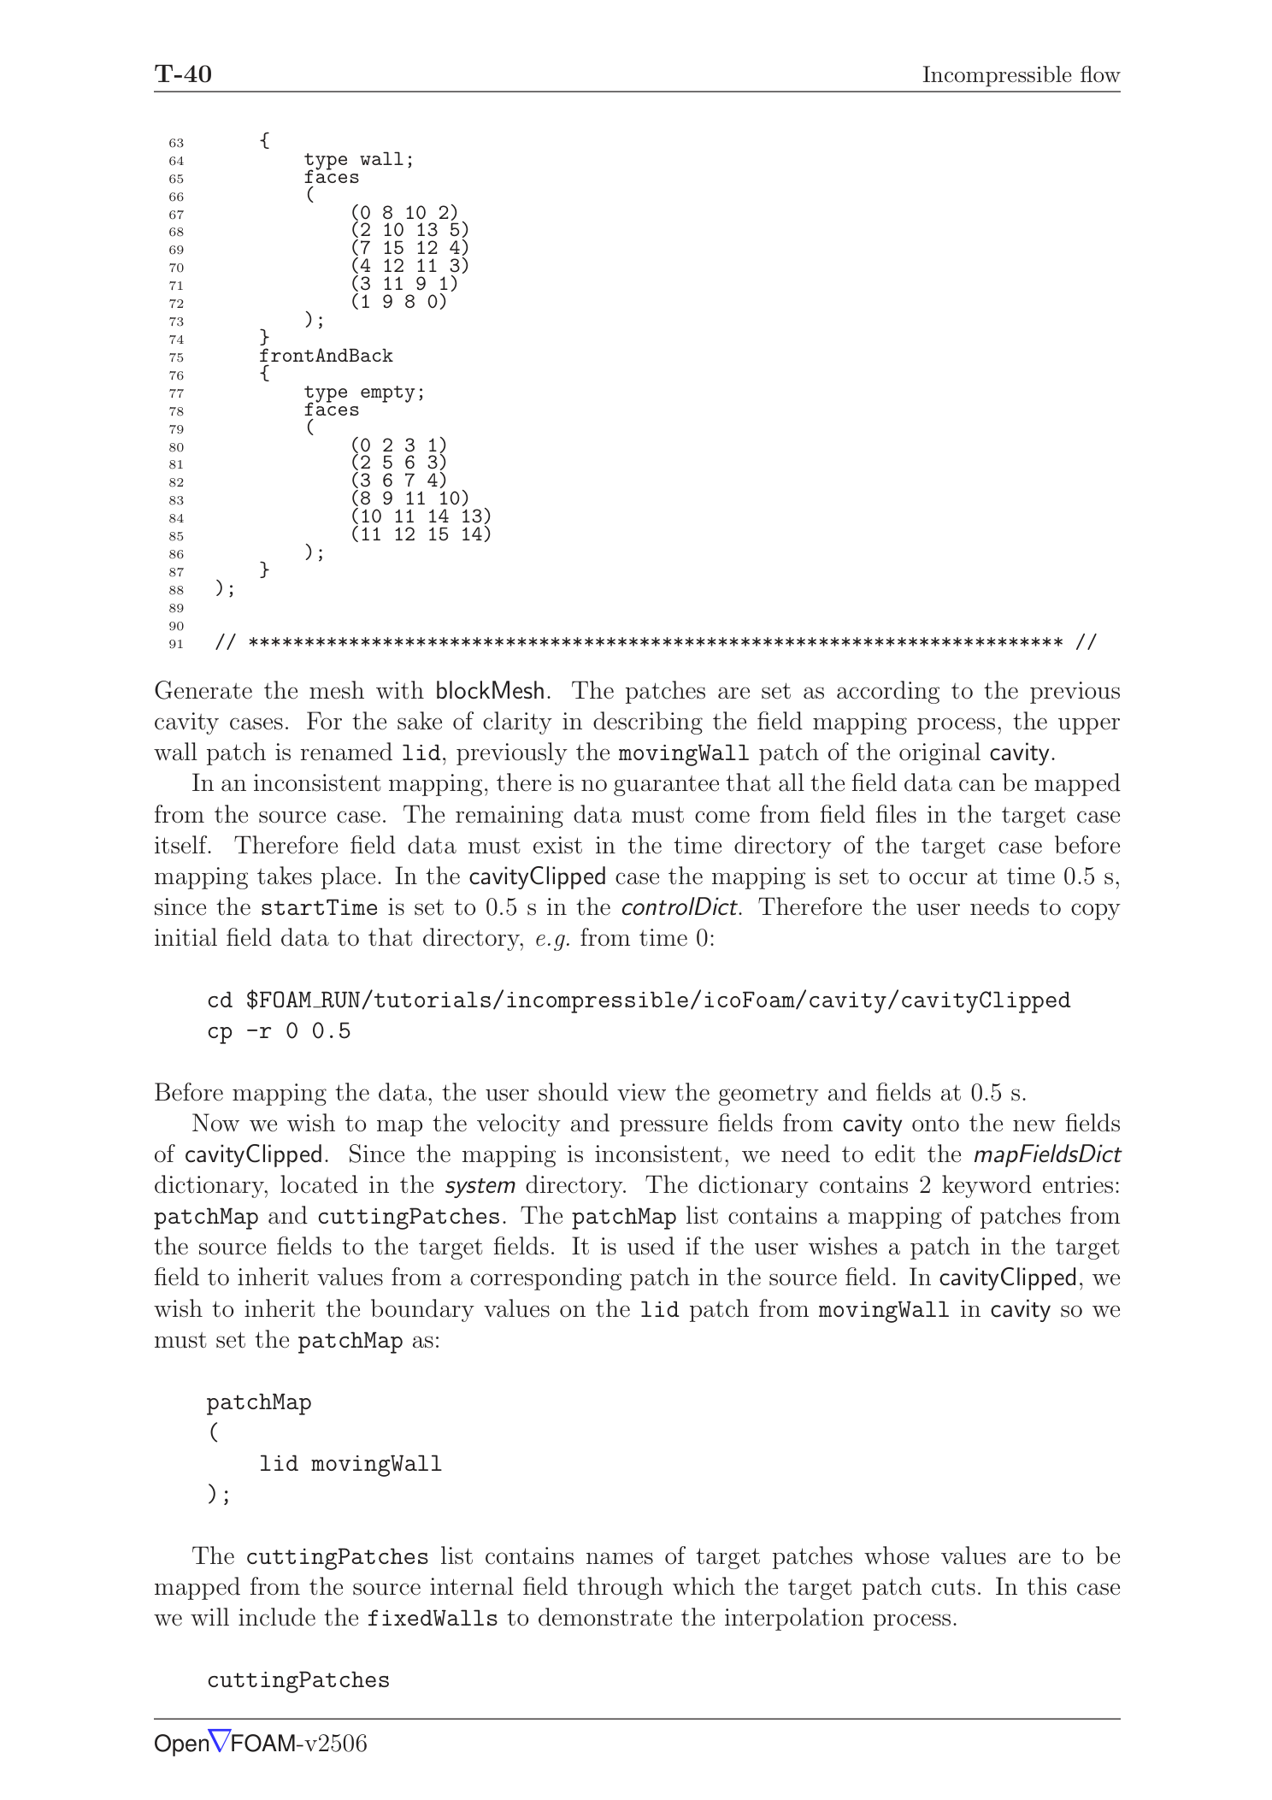 T-40 Incompressible flow
63 {
64 type wall;
65 faces
66 (
67 (0 8 10 2)
68 (2 10 13 5)
69 (7 15 12 4)
70 (4 12 11 3)
71 (3 11 9 1)
72 (1 9 8 0)
73 );
74 }
75 frontAndBack
76 {
77 type empty;
78 faces
79 (
80 (0 2 3 1)
81 (2 5 6 3)
82 (3 6 7 4)
83 (8 9 11 10)
84 (10 11 14 13)
85 (11 12 15 14)
86 );
87 }
88 );
89
90
91 // ************************************************************************* //
Generate the mesh with blockMesh. The patches are set as according to the previous
cavity cases. For the sake of clarity in describing the field mapping process, the upper
wall patch is renamed lid, previously the movingWall patch of the original cavity.
In an inconsistent mapping, there is no guarantee that all the field data can be mapped
from the source case. The remaining data must come from field files in the target case
itself. Therefore field data must exist in the time directory of the target case before
mapping takes place. In the cavityClipped case the mapping is set to occur at time 0.5 s,
since the startTime is set to 0.5 s in the controlDict. Therefore the user needs to copy
initial field data to that directory, e.g. from time 0:
cd $FOAM_RUN/tutorials/incompressible/icoFoam/cavity/cavityClipped
cp -r 0 0.5
Before mapping the data, the user should view the geometry and fields at 0.5 s.
Now we wish to map the velocity and pressure fields from cavity onto the new fields
of cavityClipped. Since the mapping is inconsistent, we need to edit the mapFieldsDict
dictionary, located in the system directory. The dictionary contains 2 keyword entries:
patchMap and cuttingPatches. The patchMap list contains a mapping of patches from
the source fields to the target fields. It is used if the user wishes a patch in the target
field to inherit values from a corresponding patch in the source field. In cavityClipped, we
wish to inherit the boundary values on the lid patch from movingWall in cavity so we
must set the patchMap as:
patchMap
(
lid movingWall
);
The cuttingPatches list contains names of target patches whose values are to be
mapped from the source internal field through which the target patch cuts. In this case
we will include the fixedWalls to demonstrate the interpolation process.
cuttingPatches
Open∇FOAM-v2506